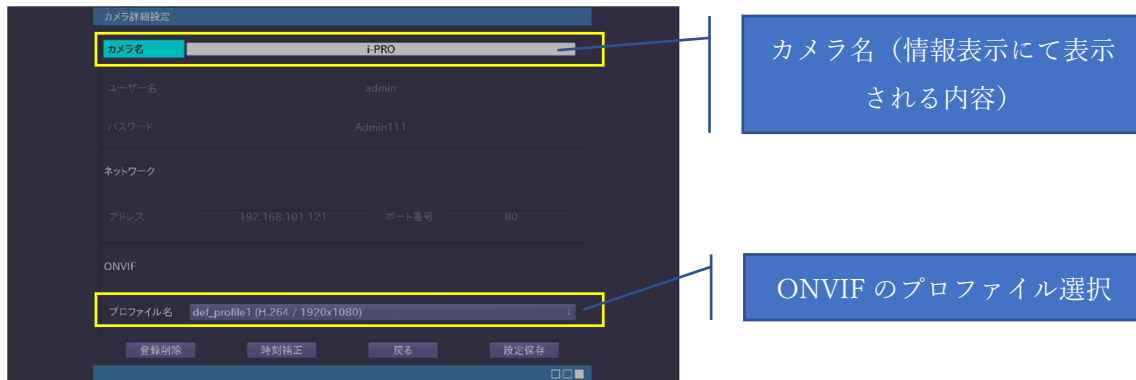 カメラ詳細設定
カメラ名 i-PRO
カメラ名（情報表示にて表示
される内容）
ユーザー名 admin
パスワード Admin111
ネットワーク
アドレス 192.168.101.121 ポート番号 80
ONVIF
ONVIF のプロファイル選択
プロファイル名 def_profile1 (H.264 / 1920x1080)
登録削除 時刻補正 戻る 設定保存